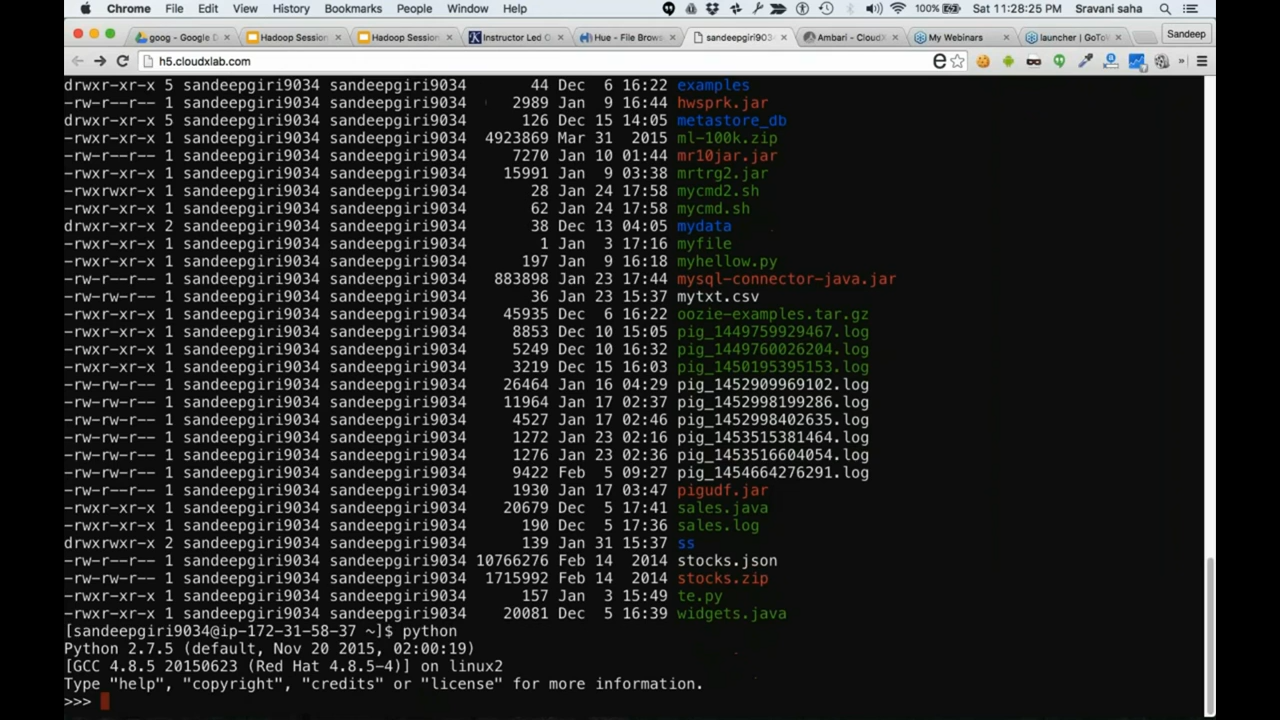 Chrome File Edit View History Bookmarks People Window Help 100% Sat 11:28:25 PM Sravani saha
goog - Google D Hadoop Session Hadoop Session Instructor Led O Hue - File Brows sandeepgiri903 Ambari - CloudX My Webinars launcher | GoTo Sandeep
h5.cloudxlab.com
drwxr-xr-x 5 sandeepgiri9034 sandeepgiri9034 44 Dec 6 16:22 examples
-rw-r--r-- 1 sandeepgiri9034 sandeepgiri9034 2989 Jan 9 16:44 hwsprk.jar
drwxr-xr-x 5 sandeepgiri9034 sandeepgiri9034 126 Dec 15 14:05 metastore_db
-rwxr-xr-x 1 sandeepgiri9034 sandeepgiri9034 4923869 Mar 31 2015 ml-100k.zip
-rw-r--r-- 1 sandeepgiri9034 sandeepgiri9034 7270 Jan 10 01:44 mr10jar.jar
-rwxr-xr-x 1 sandeepgiri9034 sandeepgiri9034 15991 Jan 9 03:38 mrtrg2.jar
-rwxrwxr-x 1 sandeepgiri9034 sandeepgiri9034 28 Jan 24 17:58 mycmd2.sh
-rwxr-xr-x 1 sandeepgiri9034 sandeepgiri9034 62 Jan 24 17:58 mycmd.sh
drwxr-xr-x 2 sandeepgiri9034 sandeepgiri9034 38 Dec 13 04:05 mydata
-rwxr-xr-x 1 sandeepgiri9034 sandeepgiri9034 1 Jan 3 17:16 myfile
-rwxr-xr-x 1 sandeepgiri9034 sandeepgiri9034 197 Jan 9 16:18 myhellow.py
-rw-r--r-- 1 sandeepgiri9034 sandeepgiri9034 883898 Jan 23 17:44 mysql-connector-java.jar
-rw-rw-r-- 1 sandeepgiri9034 sandeepgiri9034 36 Jan 23 15:37 mytxt.csv
-rwxr-xr-x 1 sandeepgiri9034 sandeepgiri9034 45935 Dec 6 16:22 oozie-examples.tar.gz
-rwxr-xr-x 1 sandeepgiri9034 sandeepgiri9034 8853 Dec 10 15:05 pig_1449759929467.log
-rwxr-xr-x 1 sandeepgiri9034 sandeepgiri9034 5249 Dec 10 16:32 pig_1449760026204.log
-rwxr-xr-x 1 sandeepgiri9034 sandeepgiri9034 3219 Dec 15 16:03 pig_1450195395153.log
-rw-rw-r-- 1 sandeepgiri9034 sandeepgiri9034 26464 Jan 16 04:29 pig_1452909969102.log
-rw-rw-r-- 1 sandeepgiri9034 sandeepgiri9034 11964 Jan 17 02:37 pig_1452998199286.log
-rw-rw-r-- 1 sandeepgiri9034 sandeepgiri9034 4527 Jan 17 02:46 pig_1452998402635.log
-rw-rw-r-- 1 sandeepgiri9034 sandeepgiri9034 1272 Jan 23 02:16 pig_1453515381464.log
-rw-rw-r-- 1 sandeepgiri9034 sandeepgiri9034 1276 Jan 23 02:36 pig_1453516604054.log
-rw-rw-r-- 1 sandeepgiri9034 sandeepgiri9034 9422 Feb 5 09:27 pig_1454664276291.log
-rw-r--r-- 1 sandeepgiri9034 sandeepgiri9034 1930 Jan 17 03:47 pigudf.jar
-rwxr-xr-x 1 sandeepgiri9034 sandeepgiri9034 20679 Dec 5 17:41 sales.java
-rwxr-xr-x 1 sandeepgiri9034 sandeepgiri9034 190 Dec 5 17:36 sales.log
drwxrwxr-x 2 sandeepgiri9034 sandeepgiri9034 139 Jan 31 15:37 ss
-rw-r--r-- 1 sandeepgiri9034 sandeepgiri9034 10766276 Feb 14 2014 stocks.json
-rw-r--r-- 1 sandeepgiri9034 sandeepgiri9034 1715992 Feb 14 2014 stocks.zip
-rwxr-xr-x 1 sandeepgiri9034 sandeepgiri9034 157 Jan 3 15:49 te.py
-rwxr-xr-x 1 sandeepgiri9034 sandeepgiri9034 20081 Dec 5 16:39 widgets.java
[sandeepgiri9034@ip-172-31-58-37 ~]$ python
Python 2.7.5 (default, Nov 20 2015, 02:00:19)
[GCC 4.8.5 20150623 (Red Hat 4.8.5-4)] on linux2
Type "help", "copyright", "credits" or "license" for more information.
>>>